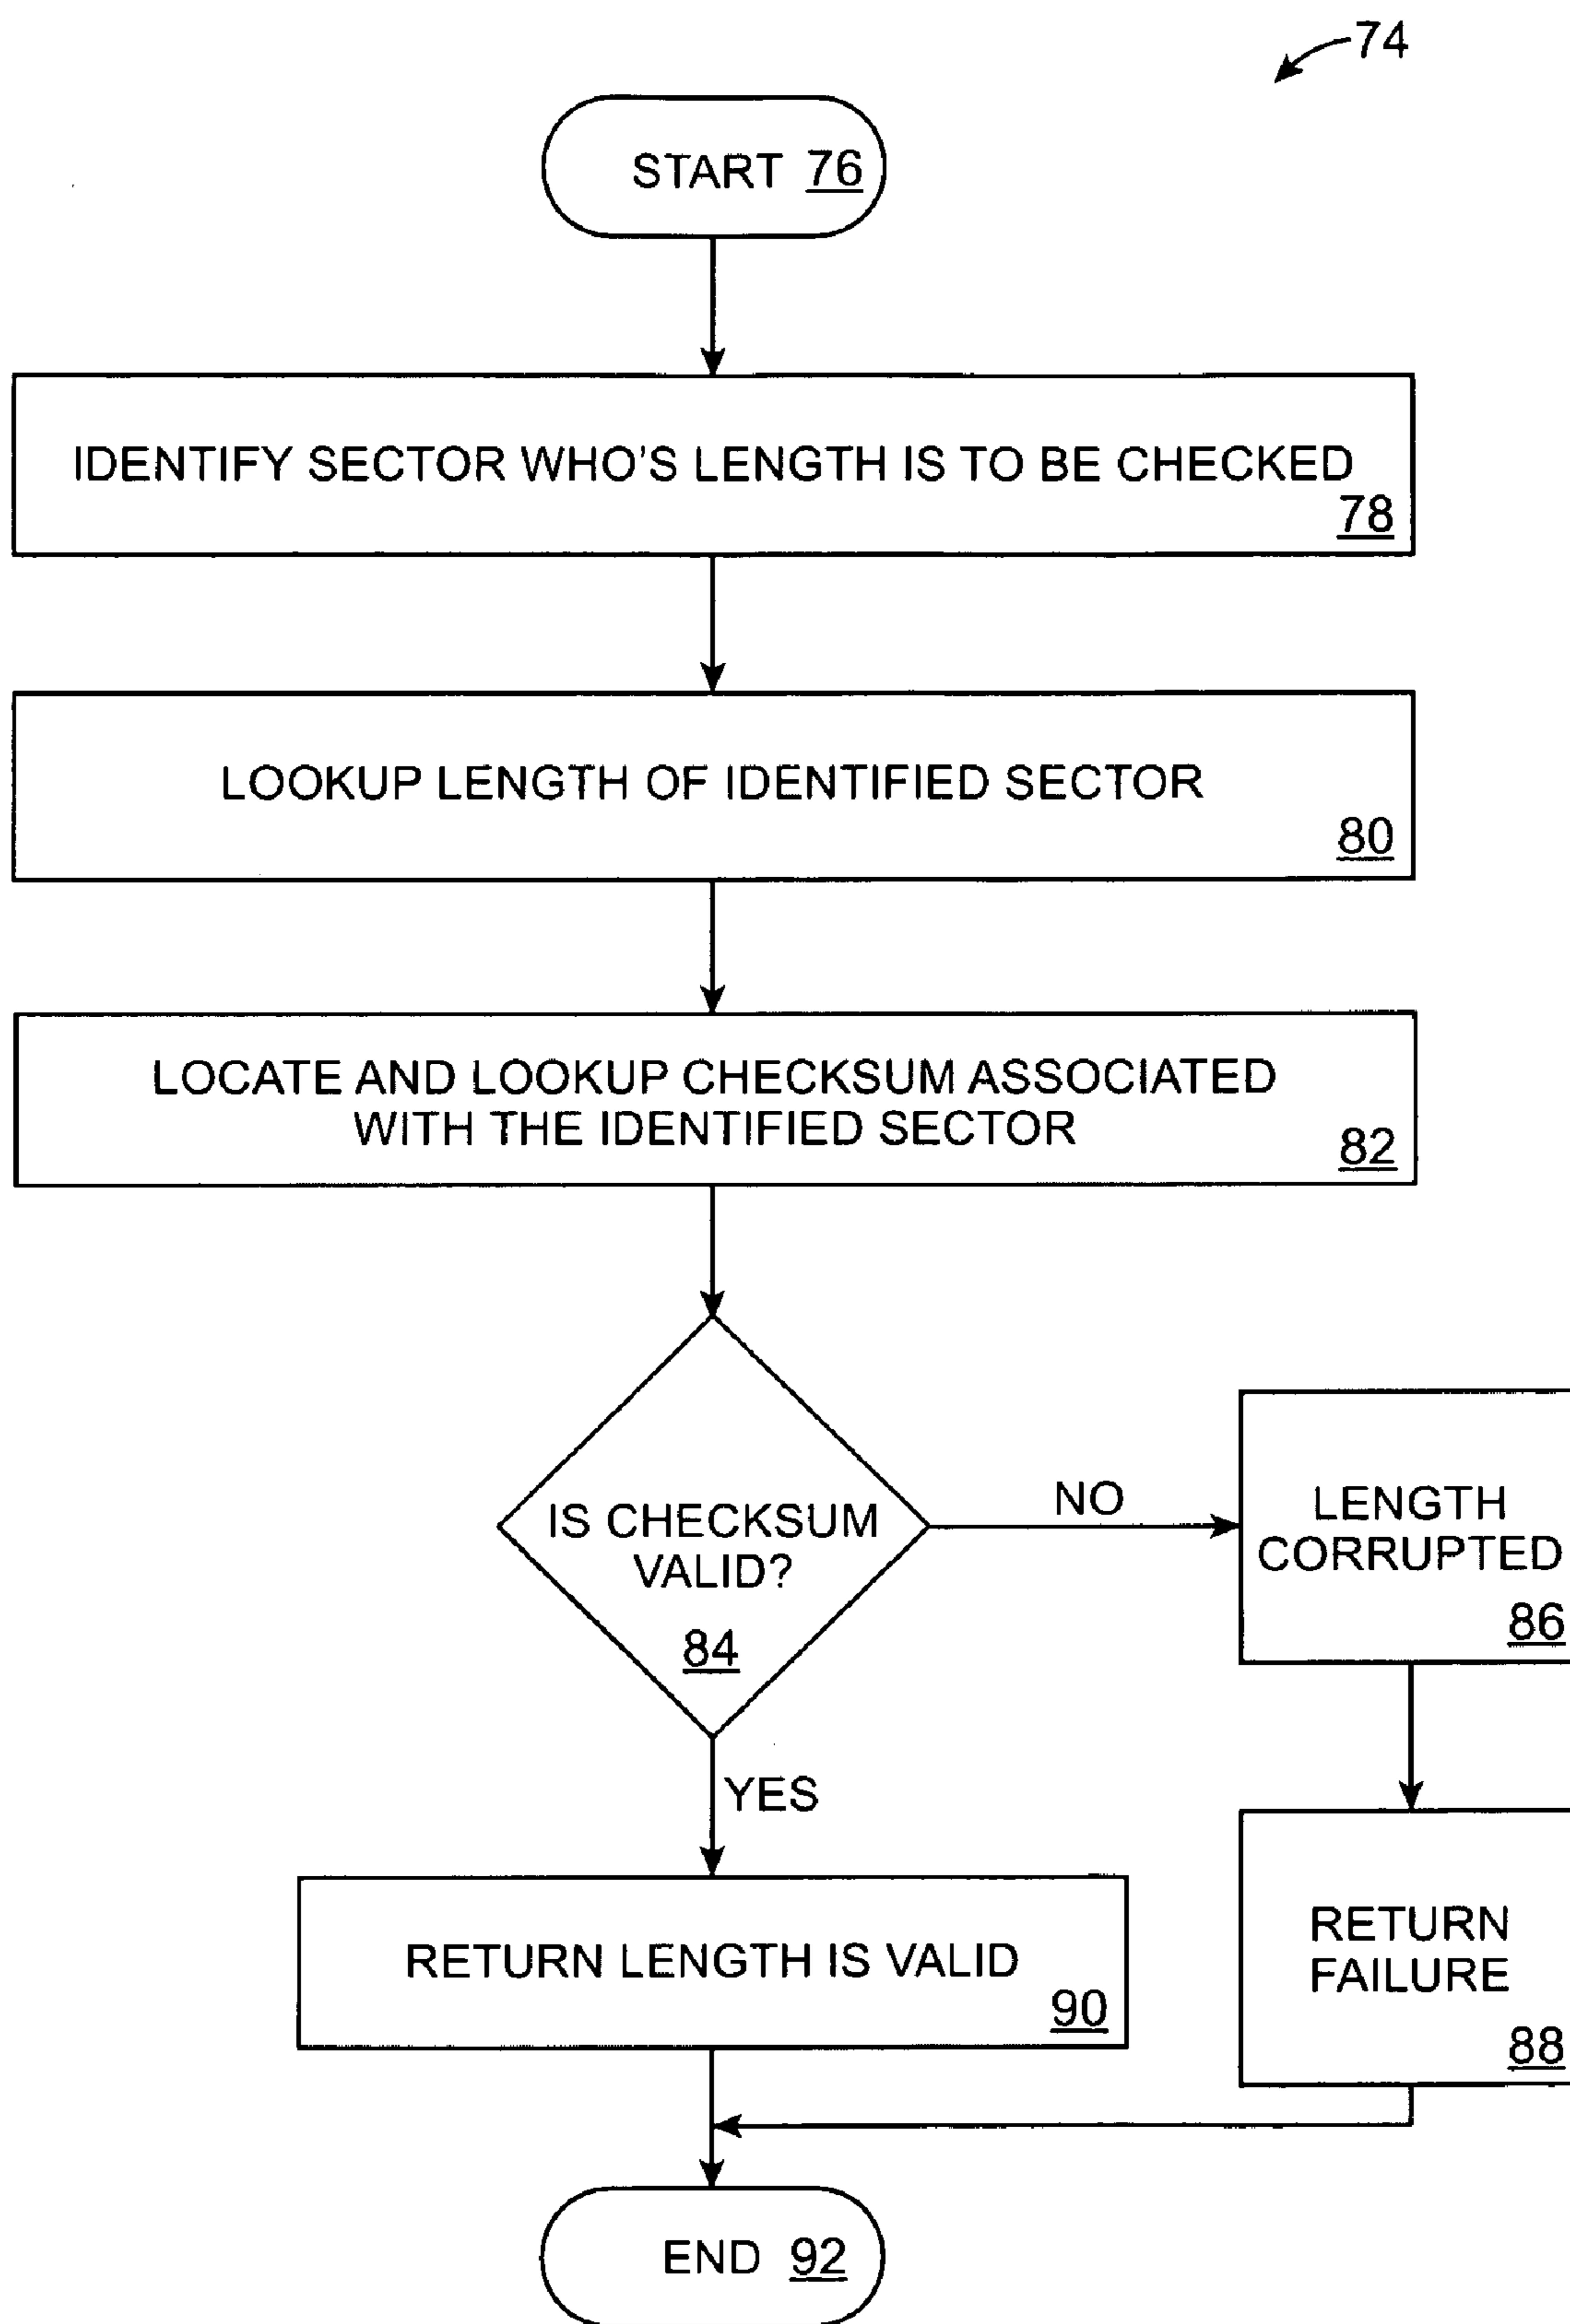 74
START 76
IDENTIFY SECTOR WHO'S LENGTH IS TO BE CHECKED
78
LOOKUP LENGTH OF IDENTIFIED SECTOR
80
LOCATE AND LOOKUP CHECKSUM ASSOCIATED
WITH THE IDENTIFIED SECTOR
82
IS CHECKSUM
VALID?
84
NO
LENGTH
CORRUPTED
86
YES
RETURN LENGTH IS VALID
90
RETURN
FAILURE
88
END 92